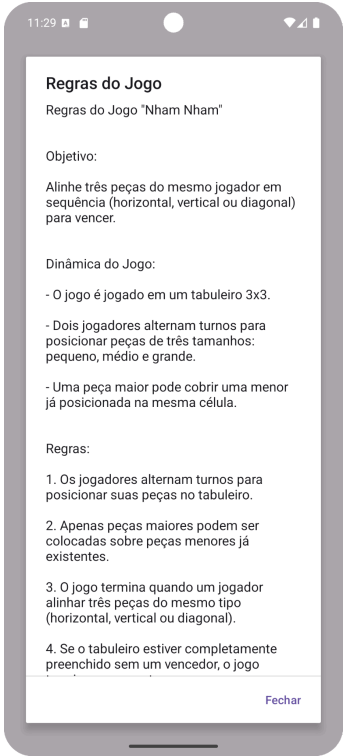 11:29
Regras do Jogo
Regras do Jogo "Nham Nham"
Objetivo:
Alinhe três peças do mesmo jogador em
sequência (horizontal, vertical ou diagonal)
para vencer.
Dinâmica do Jogo:
- O jogo é jogado em um tabuleiro 3x3.
- Dois jogadores alternam turnos para
posicionar peças de três tamanhos:
pequeno, médio e grande.
- Uma peça maior pode cobrir uma menor
já posicionada na mesma célula.
Regras:
1. Os jogadores alternam turnos para
posicionar suas peças no tabuleiro.
2. Apenas peças maiores podem ser
colocadas sobre peças menores já
existentes.
3. O jogo termina quando um jogador
alinhar três peças do mesmo tipo
(horizontal, vertical ou diagonal).
4. Se o tabuleiro estiver completamente
preenchido sem um vencedor, o jogo
Fechar